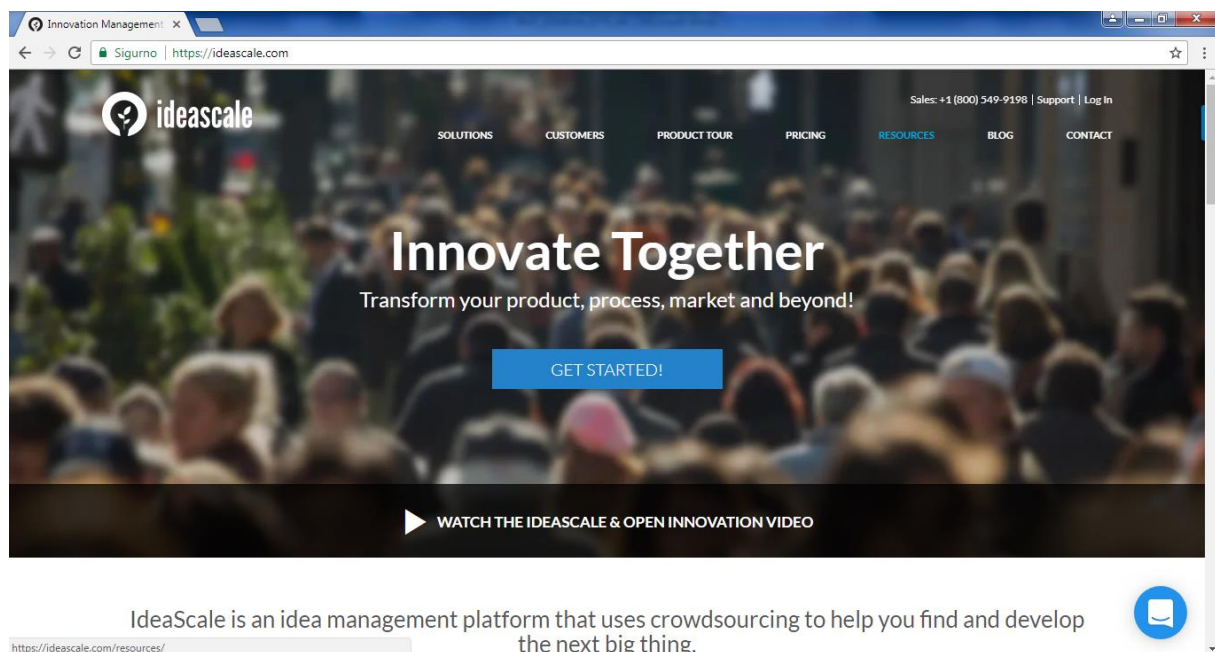 Innovation Management
Sigurno | https://ideascale.com
ideascale
Sales: +1 (800) 549-9198 | Support | Log In
SOLUTIONS CUSTOMERS PRODUCT TOUR PRICING RESOURCES BLOG CONTACT
Innovate Together
Transform your product, process, market and beyond!
GET STARTED!
WATCH THE IDEASCALE & OPEN INNOVATION VIDEO
IdeaScale is an idea management platform that uses crowdsourcing to help you find and develop
the next big thing.
https://ideascale.com/resources/